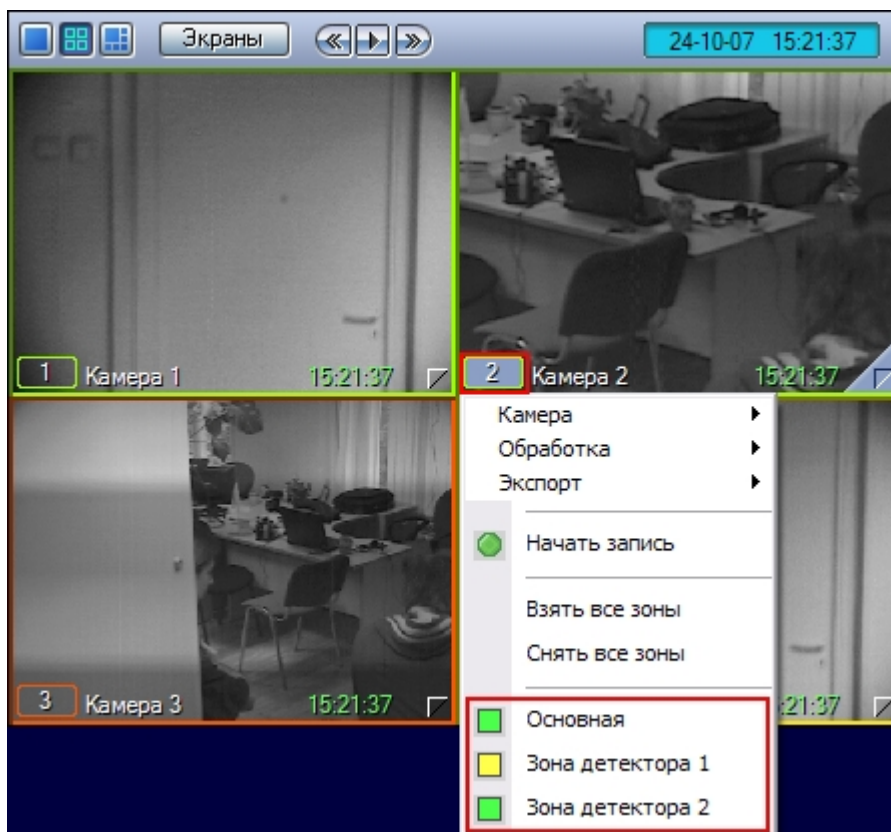 Экраны
24-10-07 15:21:37
1 Камера 1 15:21:37
2 Камера 2 15:21:37
Камера
Обработка
Экспорт
Начать запись
Взять все зоны
Снять все зоны
Основная
Зона детектора 1
Зона детектора 2
3 Камера 3 15:21:37
:21:37